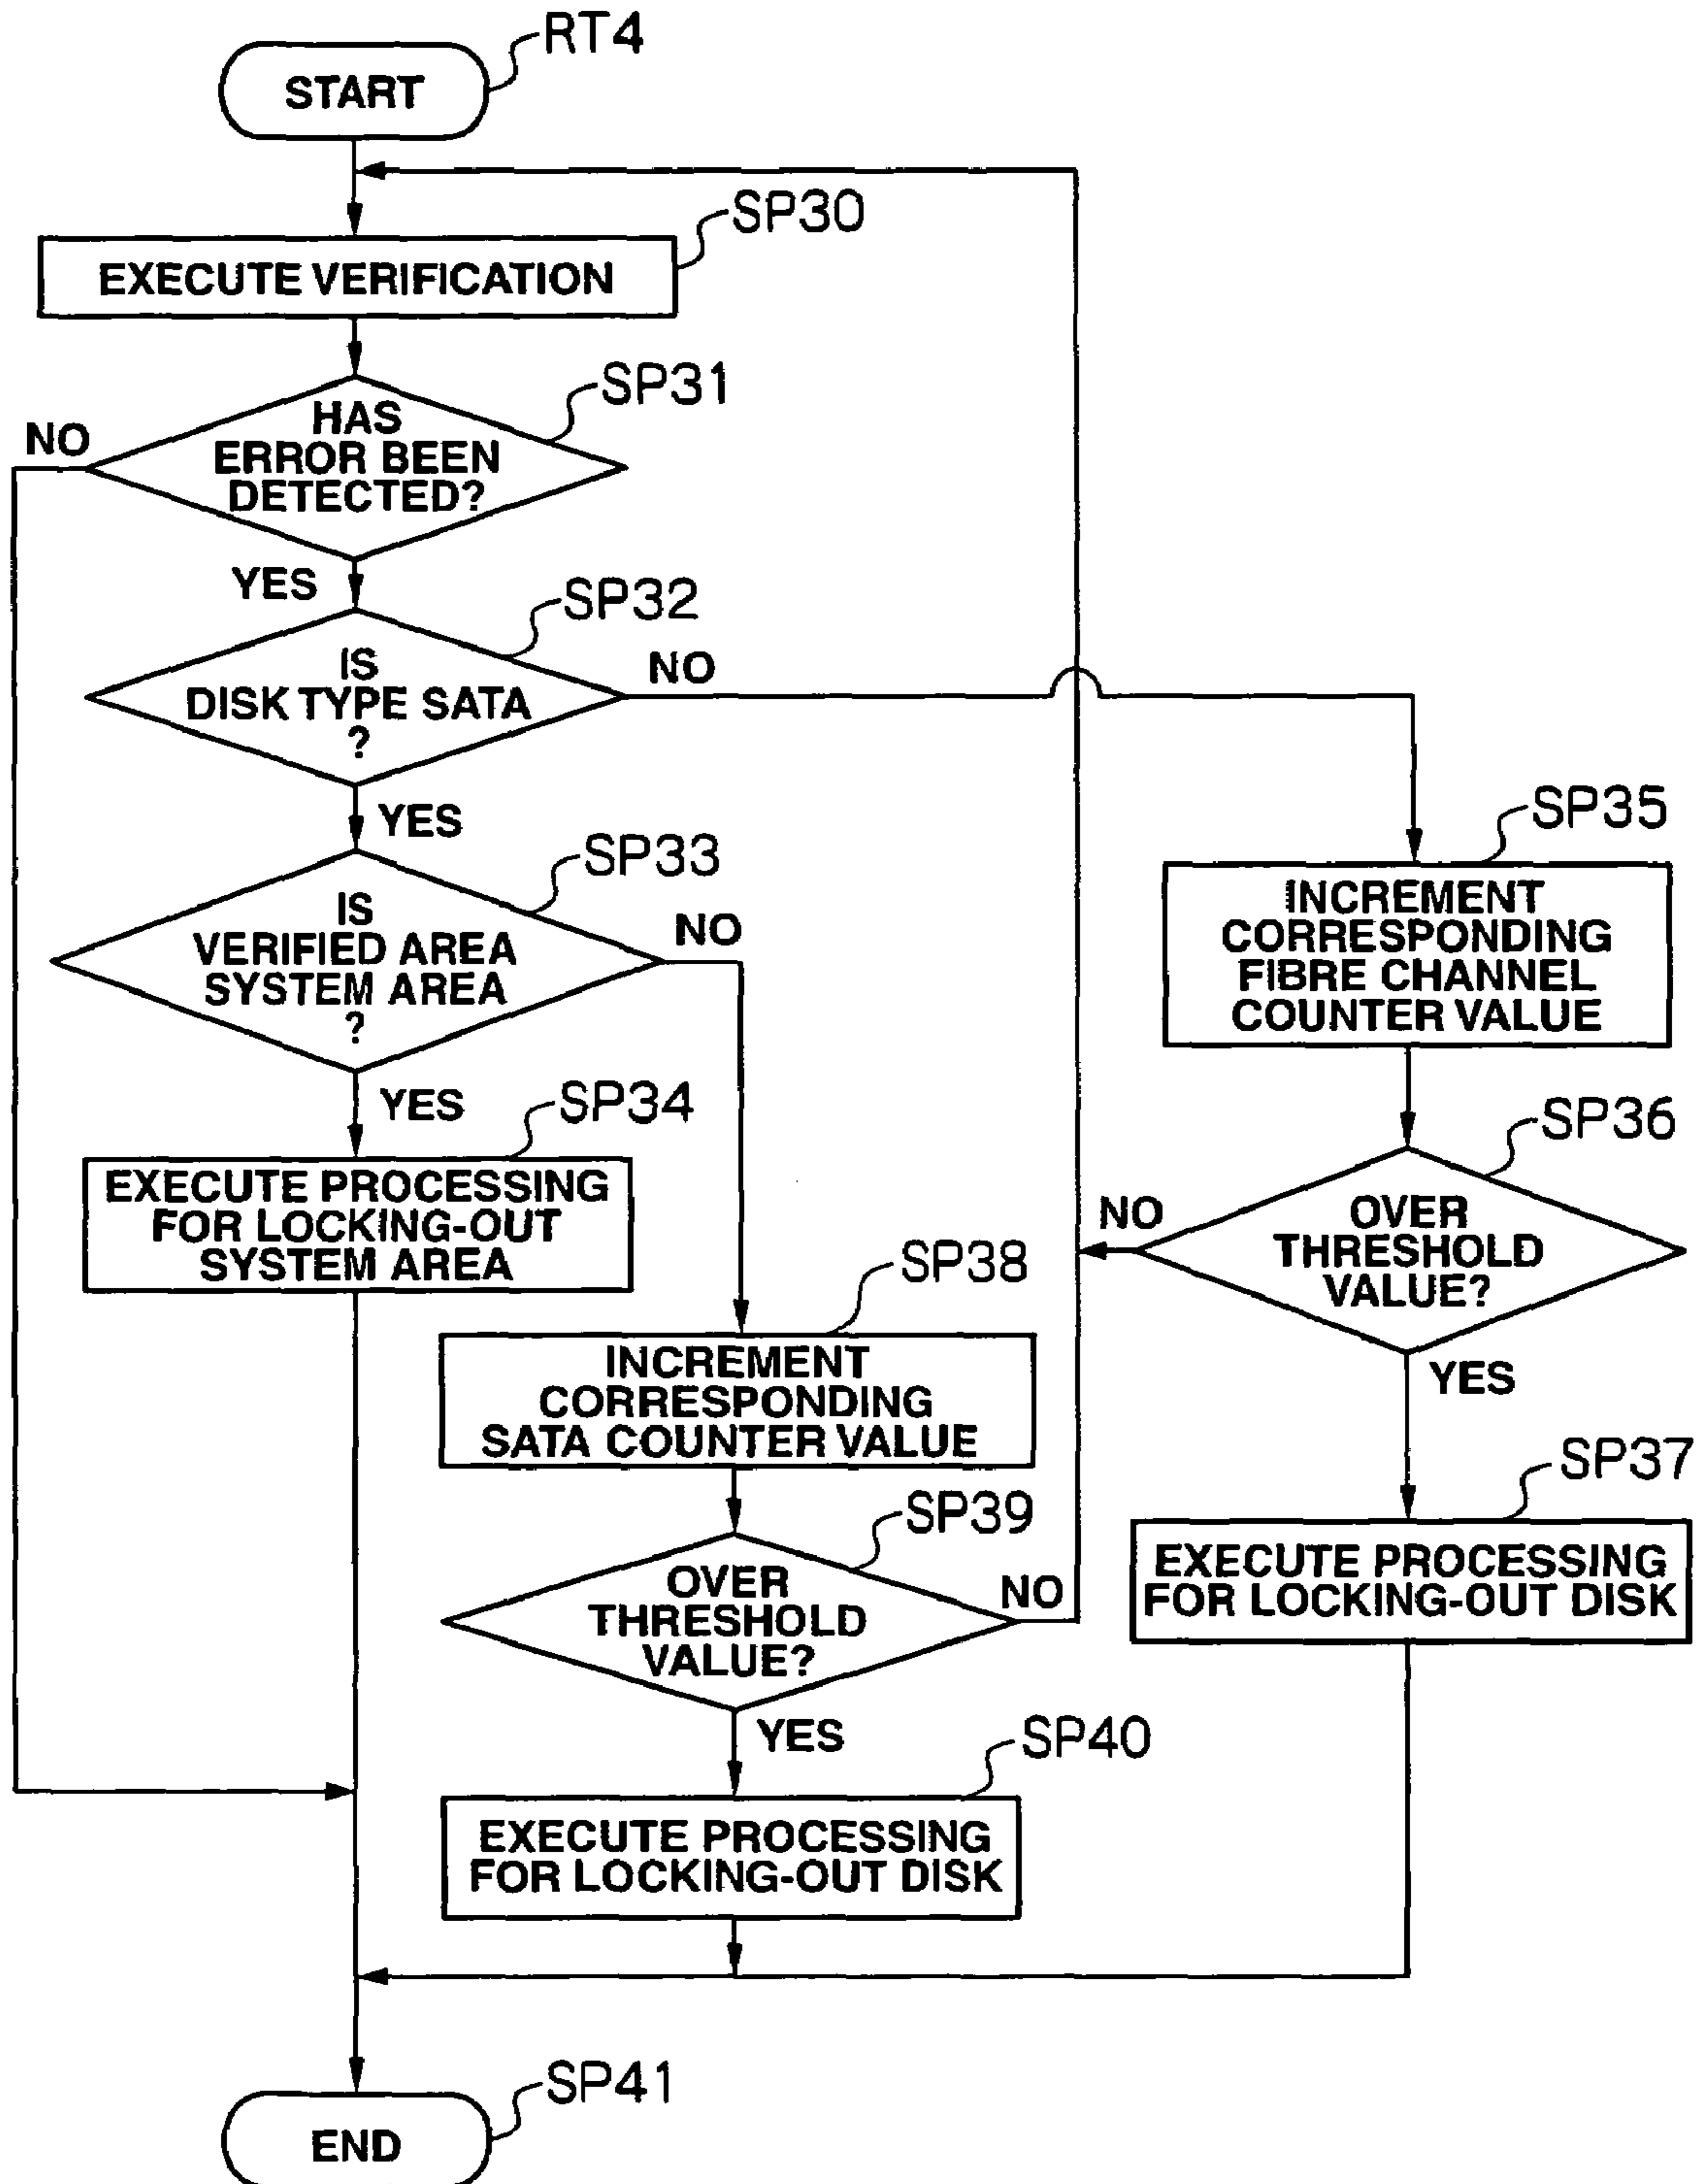 RT4
START
SP30
EXECUTE VERIFICATION
SP31
HAS
ERROR BEEN
DETECTED?
NO
YES
SP32
IS
DISK TYPE SATA
?
NO
YES
SP33
IS
VERIFIED AREA
SYSTEM AREA
?
NO
YES
SP34
EXECUTE PROCESSING
FOR LOCKING-OUT
SYSTEM AREA
SP35
INCREMENT
CORRESPONDING
FIBRE CHANNEL
COUNTER VALUE
SP36
OVER
THRESHOLD
VALUE?
NO
YES
SP37
EXECUTE PROCESSING
FOR LOCKING-OUT DISK
SP38
INCREMENT
CORRESPONDING
SATA COUNTER VALUE
SP39
OVER
THRESHOLD
VALUE?
NO
YES
SP40
EXECUTE PROCESSING
FOR LOCKING-OUT DISK
SP41
END